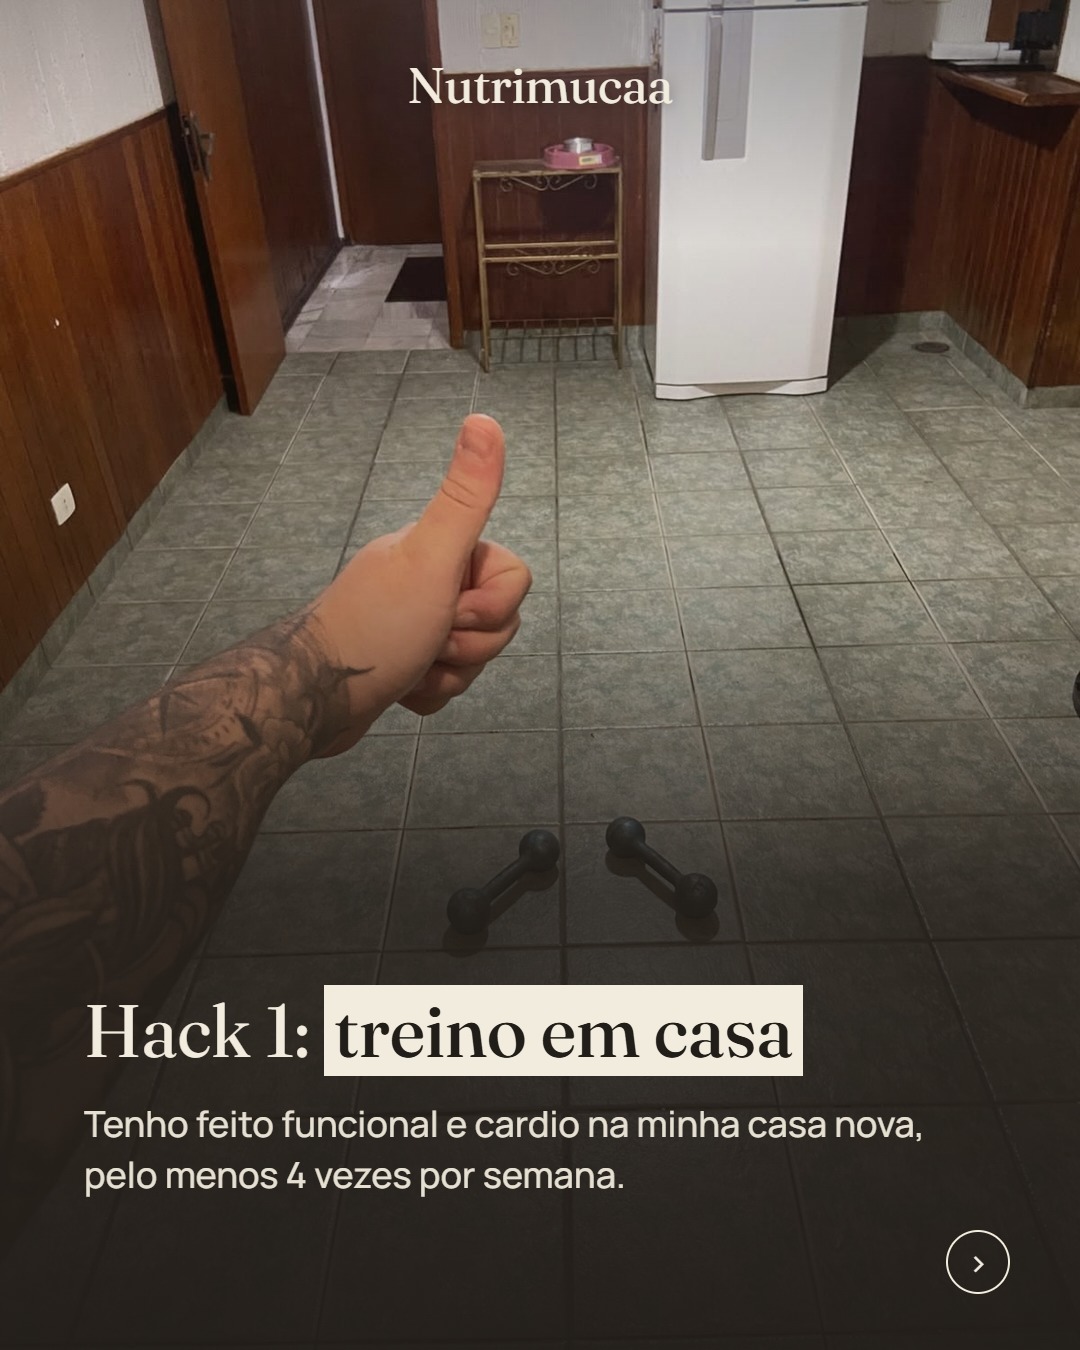 Nutrimucaa
Hack 1: treino em casa
Tenho feito funcional e cardio na minha casa nova,
pelo menos 4 vezes por semana.